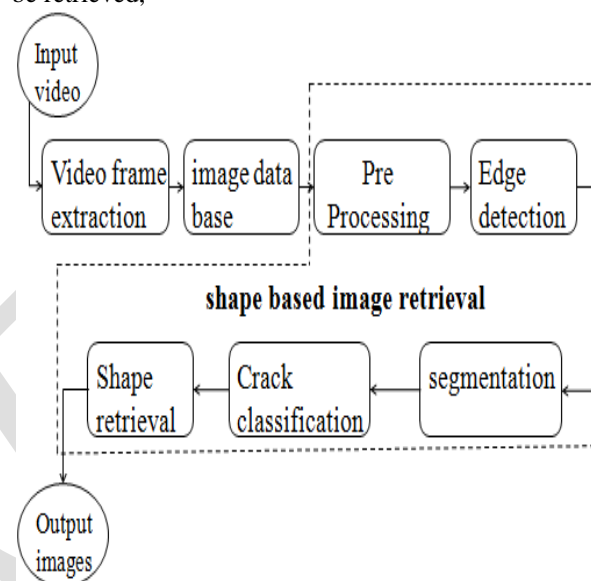 be retrieved,
Input
video
Video frame
extraction
image data
base
Pre
Processing
Edge
detection
shape based image retrieval
Shape
retrieval
Crack
classification
segmentation
Output
images